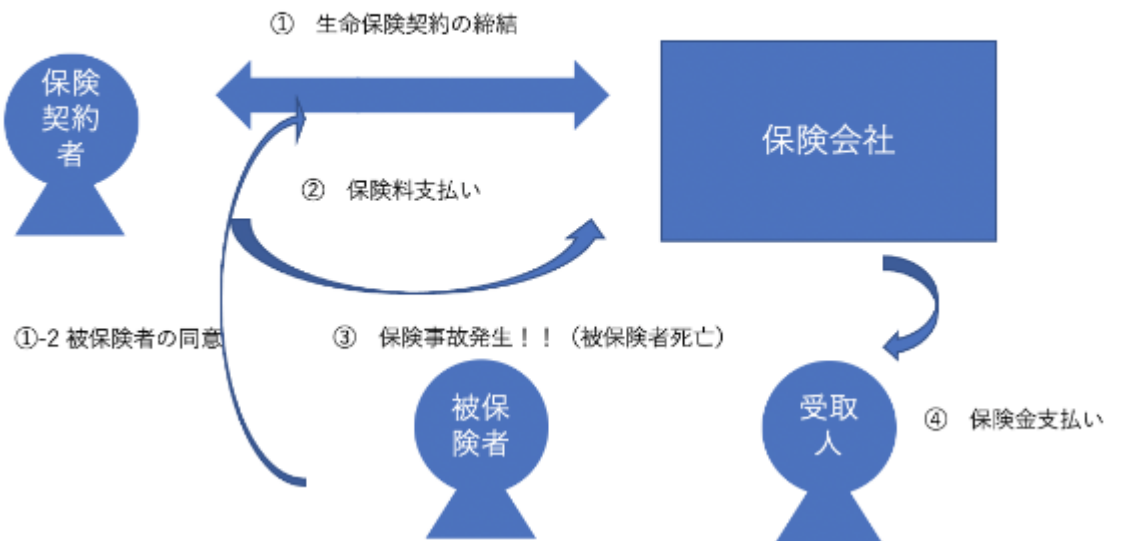 ① 生命保険契約の締結
保険
契約
者
保険会社
② 保険料支払い
①-2 被保険者の同意
③ 保険事故発生!!(被保険者死亡)
被保
険者
受取
人
④ 保険金支払い